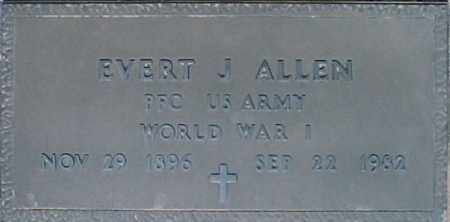 EVERT J ALLEN
PFC US ARMY
WORLD WAR I
NOV 29 1896 SEP 22 1982